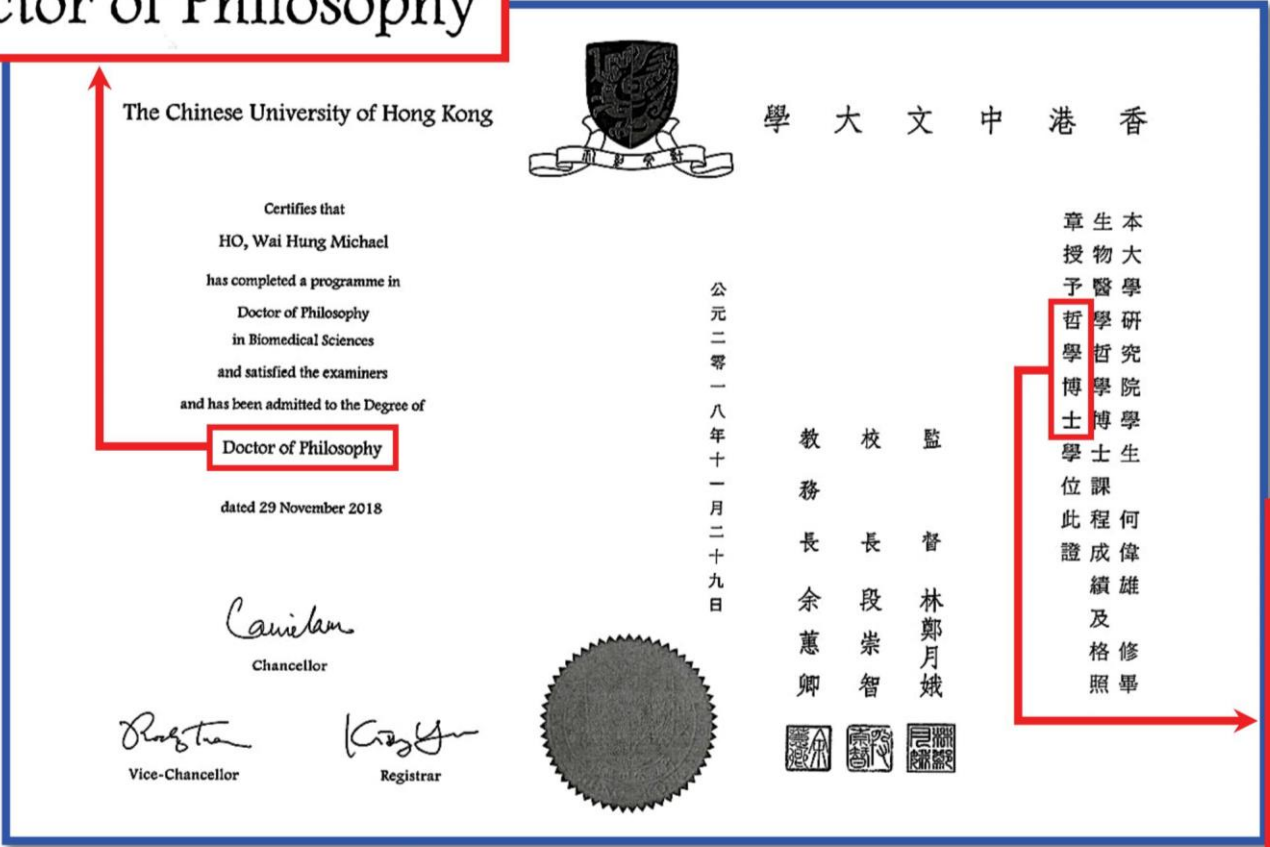 ctor of Philosophy
The Chinese University of Hong Kong
Certifies that
HO, Wai Hung Michael
has completed a programme in
Doctor of Philosophy
in Biomedical Sciences
and satisfied the examiners
and has been admitted to the Degree of
Doctor of Philosophy
dated 29 November 2018
Chancellor
Vice-Chancellor
Registrar
香港中文大學
本大學研究院學生 何偉雄 修畢
生物醫學哲學博士課程成績及格照
章授予哲學博士學位此證
監督 林鄭月娥
校長 段崇智
教務長 余蕙卿
公元二零一八年十一月二十九日